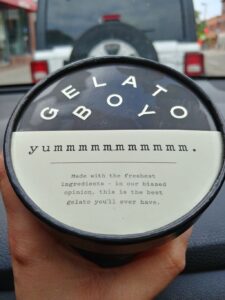 GELATO
BOY
yummmmmmmmmmm.
Made with the freshest
ingredients - in our biased
opinion, this is the best
gelato you'll ever have.